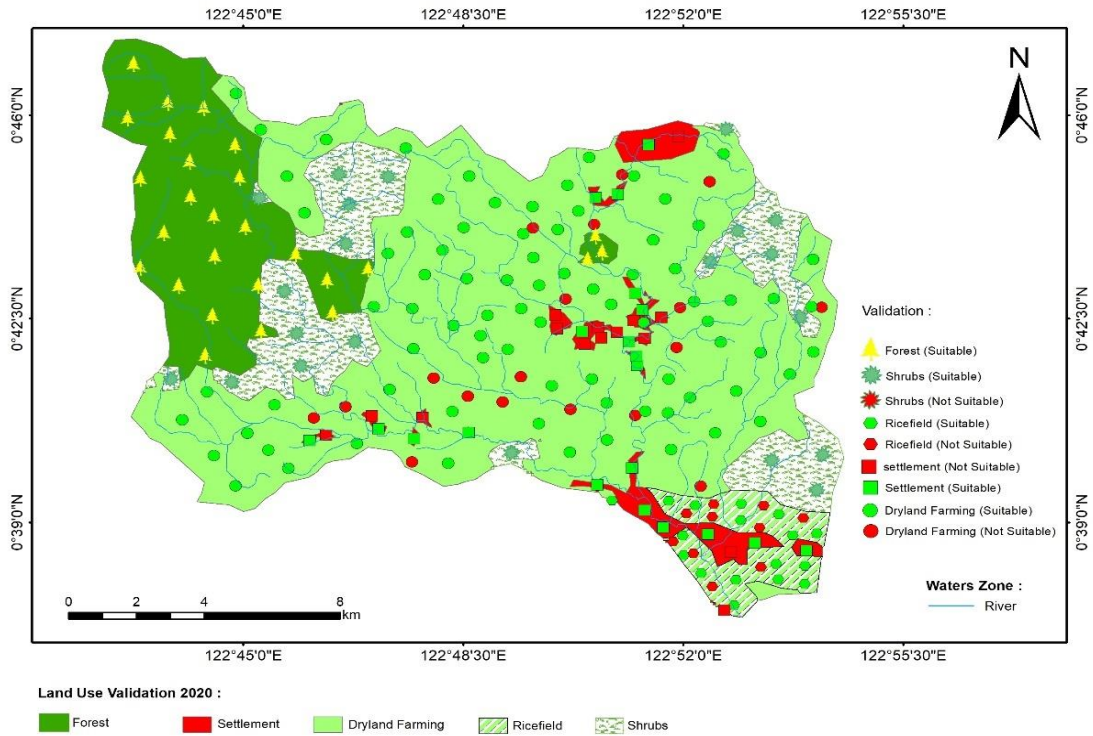 122°45'0"E 122°48'30"E 122°52'0"E 122°55'30"E
N
0°46'0"N 0°46'0"N
0°42'30"N 0°42'30"N
0°39'0"N 0°39'0"N
Validation :
Forest (Suitable)
Shrubs (Suitable)
Shrubs (Not Suitable)
Ricefield (Suitable)
Ricefield (Not Suitable)
settlement (Not Suitable)
Settlement (Suitable)
Dryland Farming (Suitable)
Dryland Farming (Not Suitable)
Waters Zone :
River
0 2 4 8
km
122°45'0"E 122°48'30"E 122°52'0"E 122°55'30"E
Land Use Validation 2020 :
Forest Settlement Dryland Farming Ricefield Shrubs